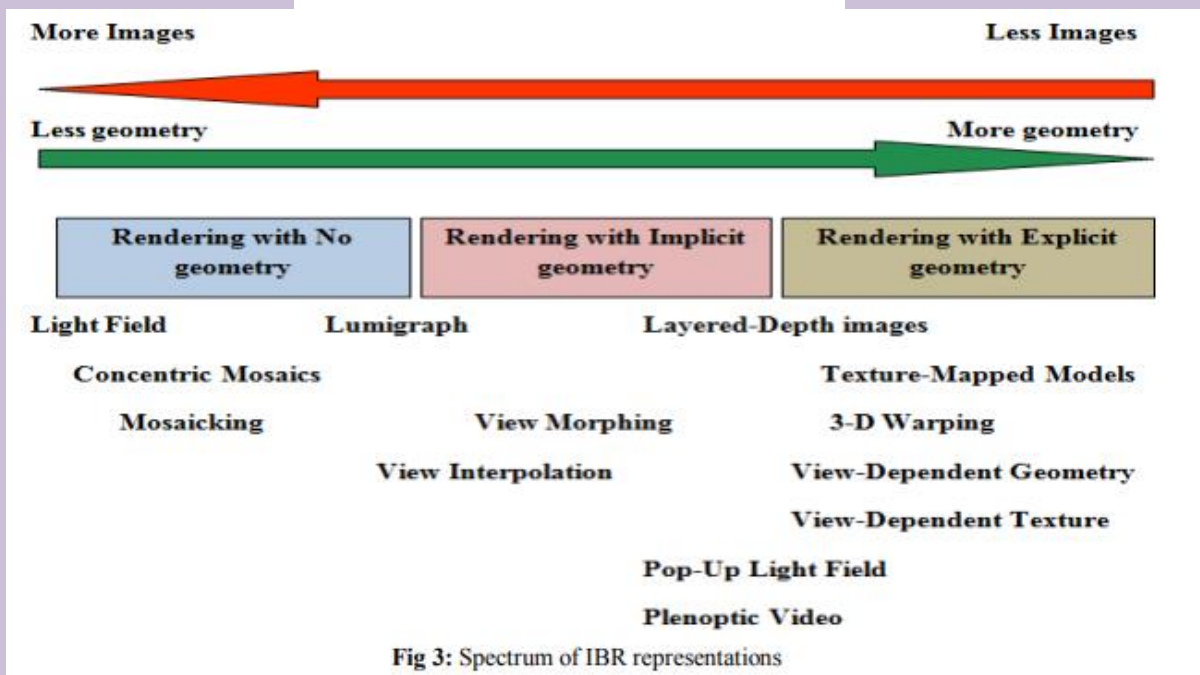 More Images
Less Images
Less geometry
More geometry
Rendering with No
geometry
Rendering with Implicit
geometry
Rendering with Explicit
geometry
Light Field
Lumigraph
Layered-Depth images
Concentric Mosaics
Texture-Mapped Models
Mosaicking
View Morphing
3-D Warping
View Interpolation
View-Dependent Geometry
View-Dependent Texture
Pop-Up Light Field
Plenoptic Video
Fig 3: Spectrum of IBR representations